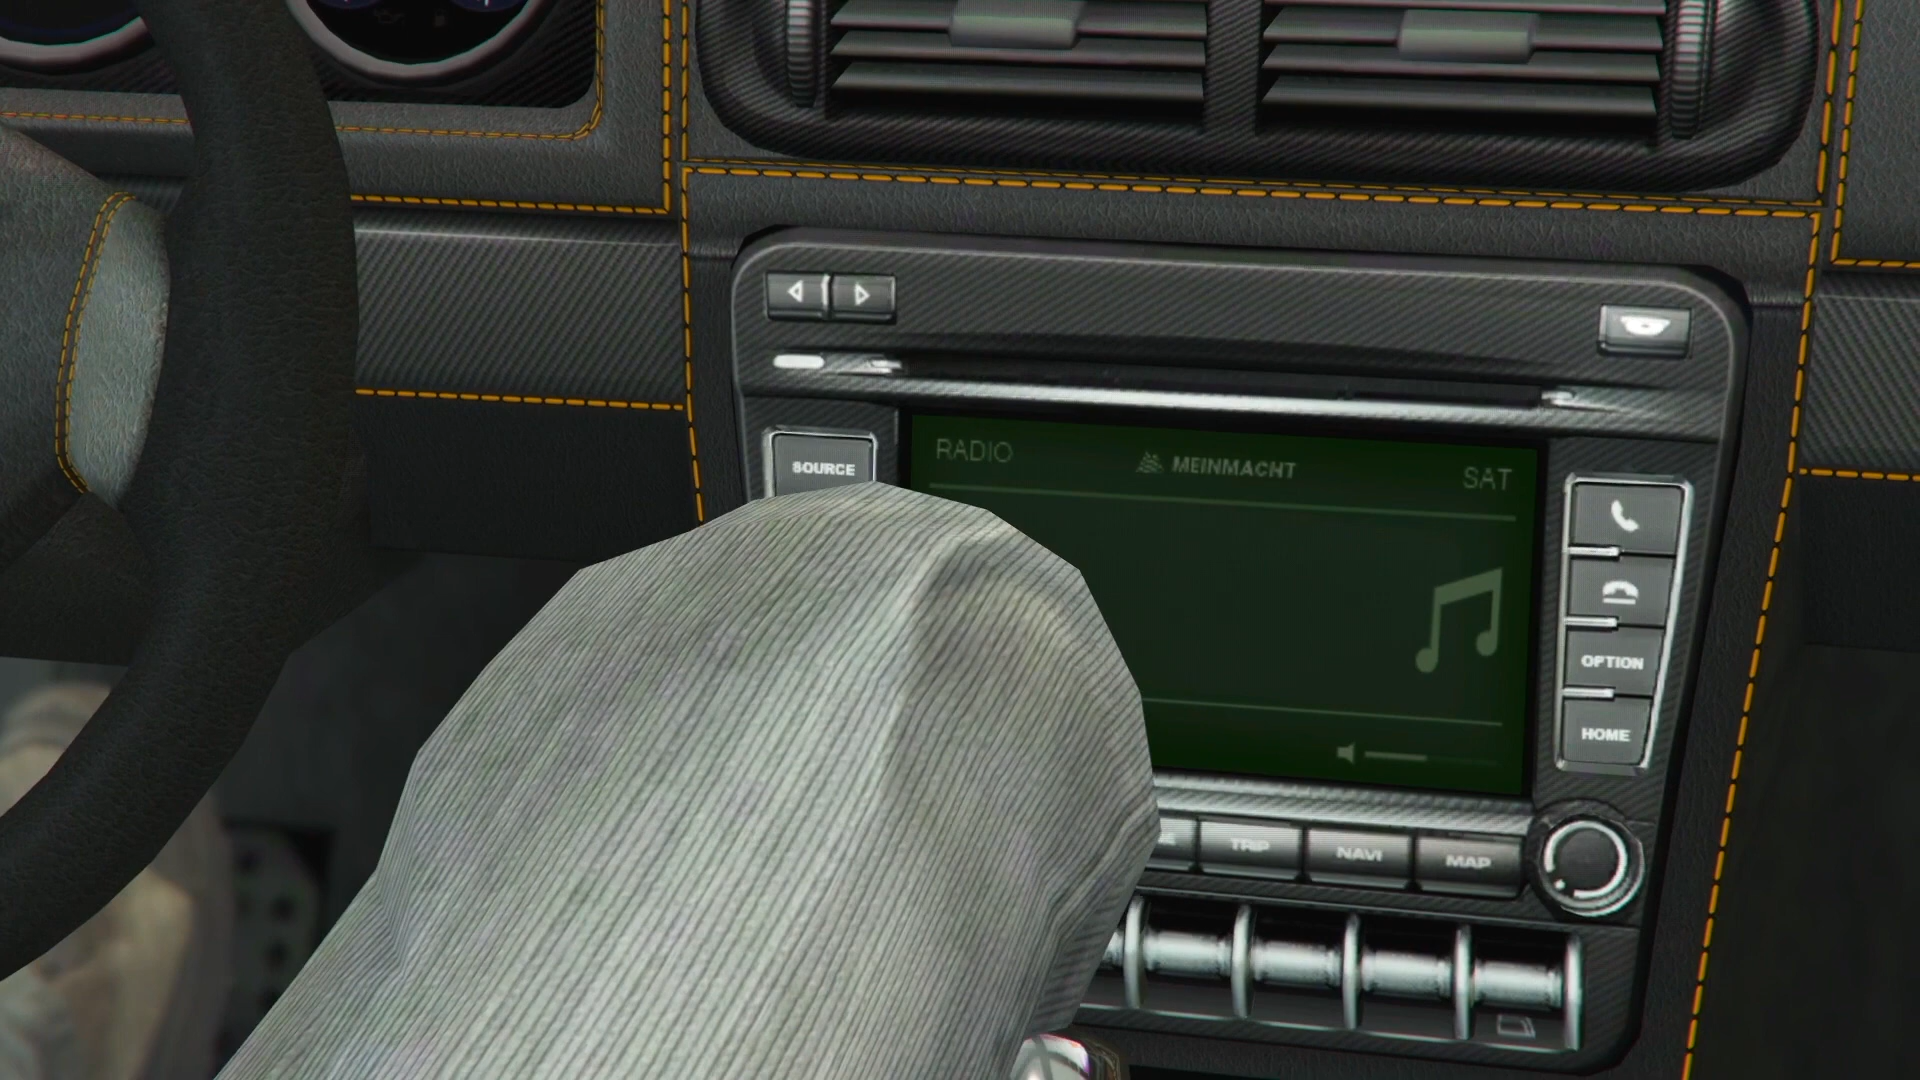 SOURCE
RADIO
MEINMACHT
SAT
OPTION
HOME
TRIP
NAVI
MAP